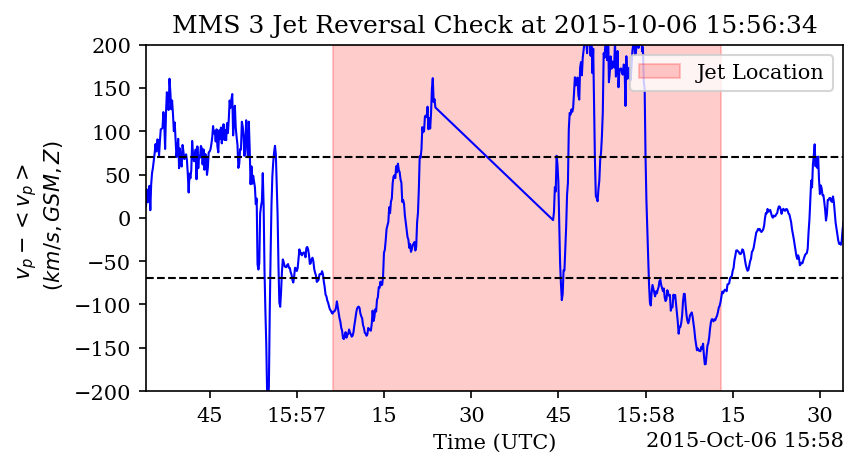 MMS 3 Jet Reversal Check at 2015-10-06 15:56:34
200
150
100
50
0
−50
−100
−150
−200
v_p − < v_p >
(km/s, GSM, Z)
Jet Location
45 15:57 15 30 45 15:58 15 30
Time (UTC)
2015-Oct-06 15:58